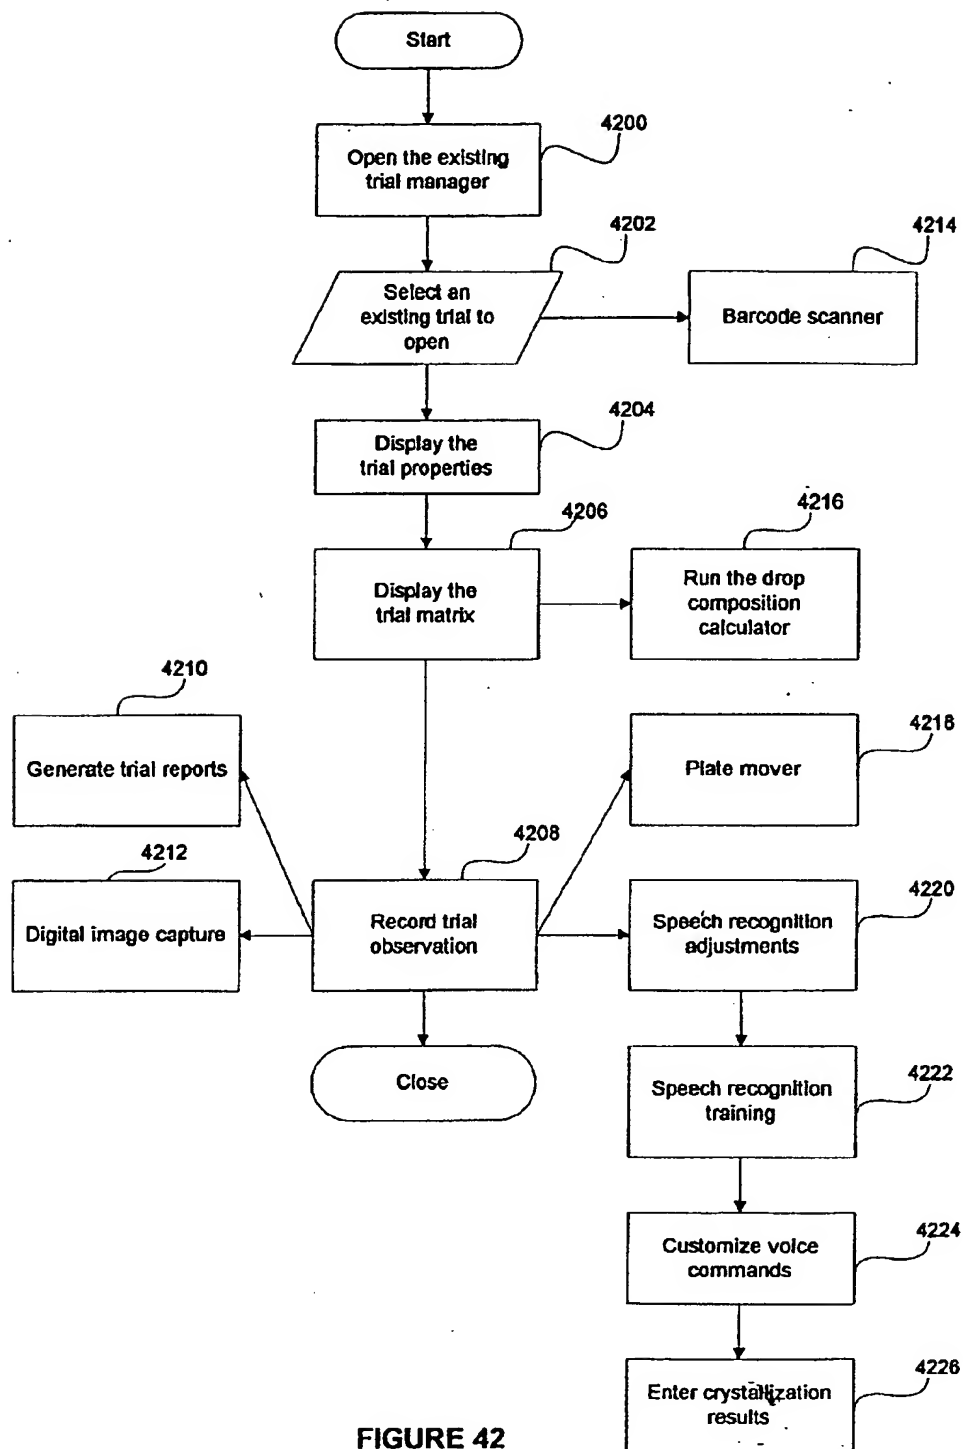 Start
4200
Open the existing
trial manager
4202
4214
Select an
existing trial to
open
Barcode scanner
4204
Display the
trial properties
4206
4216
Display the
trial matrix
Run the drop
composition
calculator
4210
4218
Generate trial reports
Plate mover
4208
4212
4220
Digital image capture
Record trial
observation
Speech recognition
adjustments
Close
4222
Speech recognition
training
4224
Customize voice
commands
4226
Enter crystallization
results
FIGURE 42